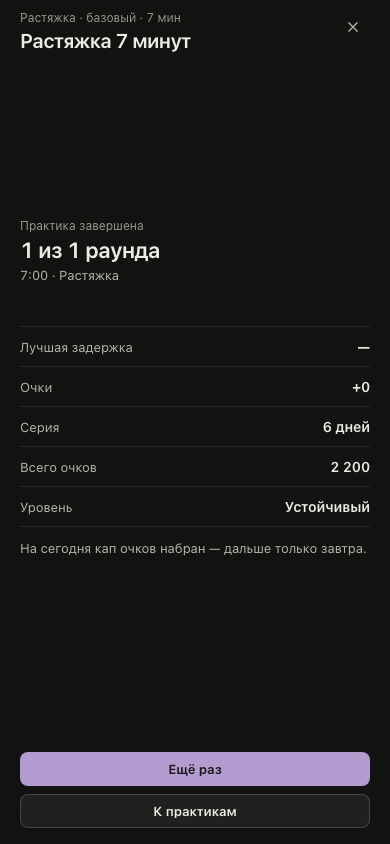 Растяжка · базовый · 7 мин
Растяжка 7 минут
Практика завершена
1 из 1 раунда
7:00 · Растяжка
Лучшая задержка —
Очки +0
Серия 6 дней
Всего очков 2 200
Уровень Устойчивый
На сегодня кап очков набран — дальше только завтра.
Ещё раз
К практикам